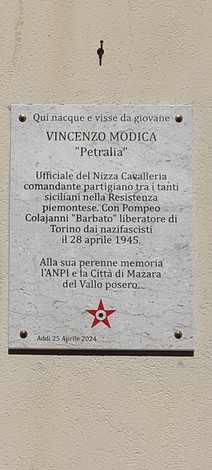 Qui nacque e visse da giovane
VINCENZO MODICA
"Petralia"
Ufficiale del Nizza Cavalleria
comandante partigiano tra i tanti
siciliani nella Resistenza
piemontese. Con Pompeo
Colajanni "Barbato" liberatore di
Torino dai nazifascisti
il 28 aprile 1945.
Alla sua perenne memoria
l'ANPI e la Città di Mazara
del Vallo posero.
Addì 25 Aprile 2024